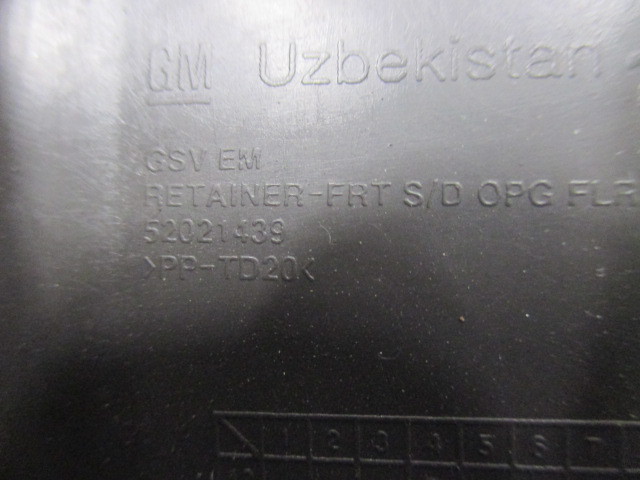 GM Uzbekistan
GSV EM
RETAINER-FRT S/D OPG FLR
52021439
>PP-TD20<
1 2 3 4 5 6 7